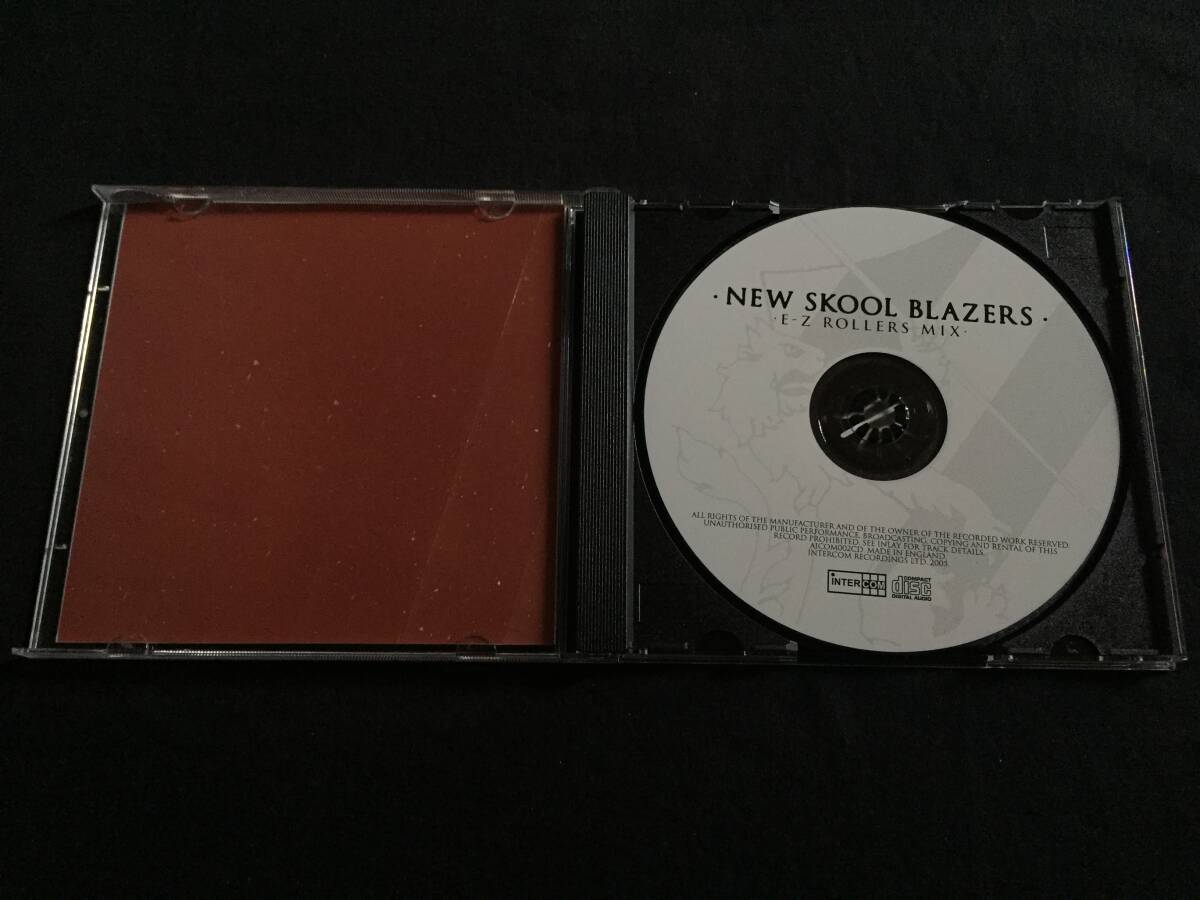 · NEW SKOOL BLAZERS ·
· E-Z ROLLERS MIX ·
ALL RIGHTS OF THE MANUFACTURER AND OF THE OWNER OF THE RECORDED WORK RESERVED.
UNAUTHORISED PUBLIC PERFORMANCE, BROADCASTING, COPYING AND RENTAL OF THIS
RECORD PROHIBITED. SEE INLAY FOR TRACK DETAILS.
AICOM002CD. MADE IN ENGLAND.
INTERCOM RECORDINGS LTD. 2005.
INTERCOM
COMPACT
disc
DIGITAL AUDIO